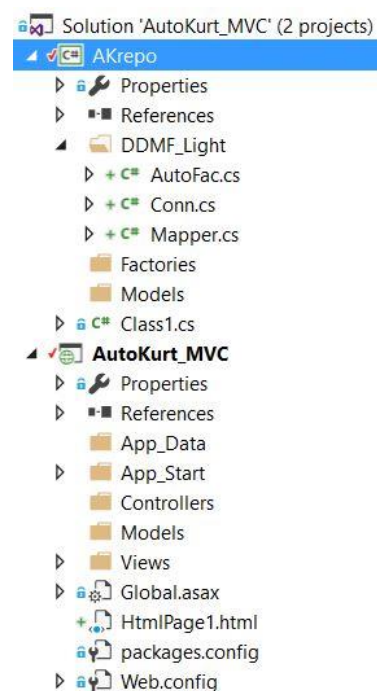 Solution 'AutoKurt_MVC' (2 projects)
C# AKrepo
Properties
References
DDMF_Light
C# AutoFac.cs
C# Conn.cs
C# Mapper.cs
Factories
Models
C# Class1.cs
AutoKurt_MVC
Properties
References
App_Data
App_Start
Controllers
Models
Views
Global.asax
HtmlPage1.html
packages.config
Web.config